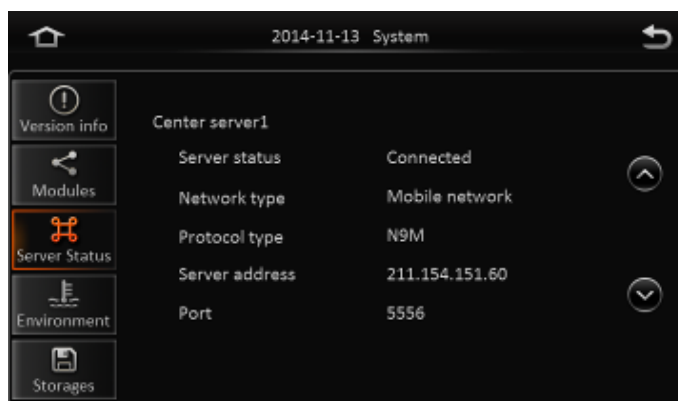 2014-11-13 System
Version info
Modules
Server Status
Environment
Storages
Center server1
Server status Connected
Network type Mobile network
Protocol type N9M
Server address 211.154.151.60
Port 5556